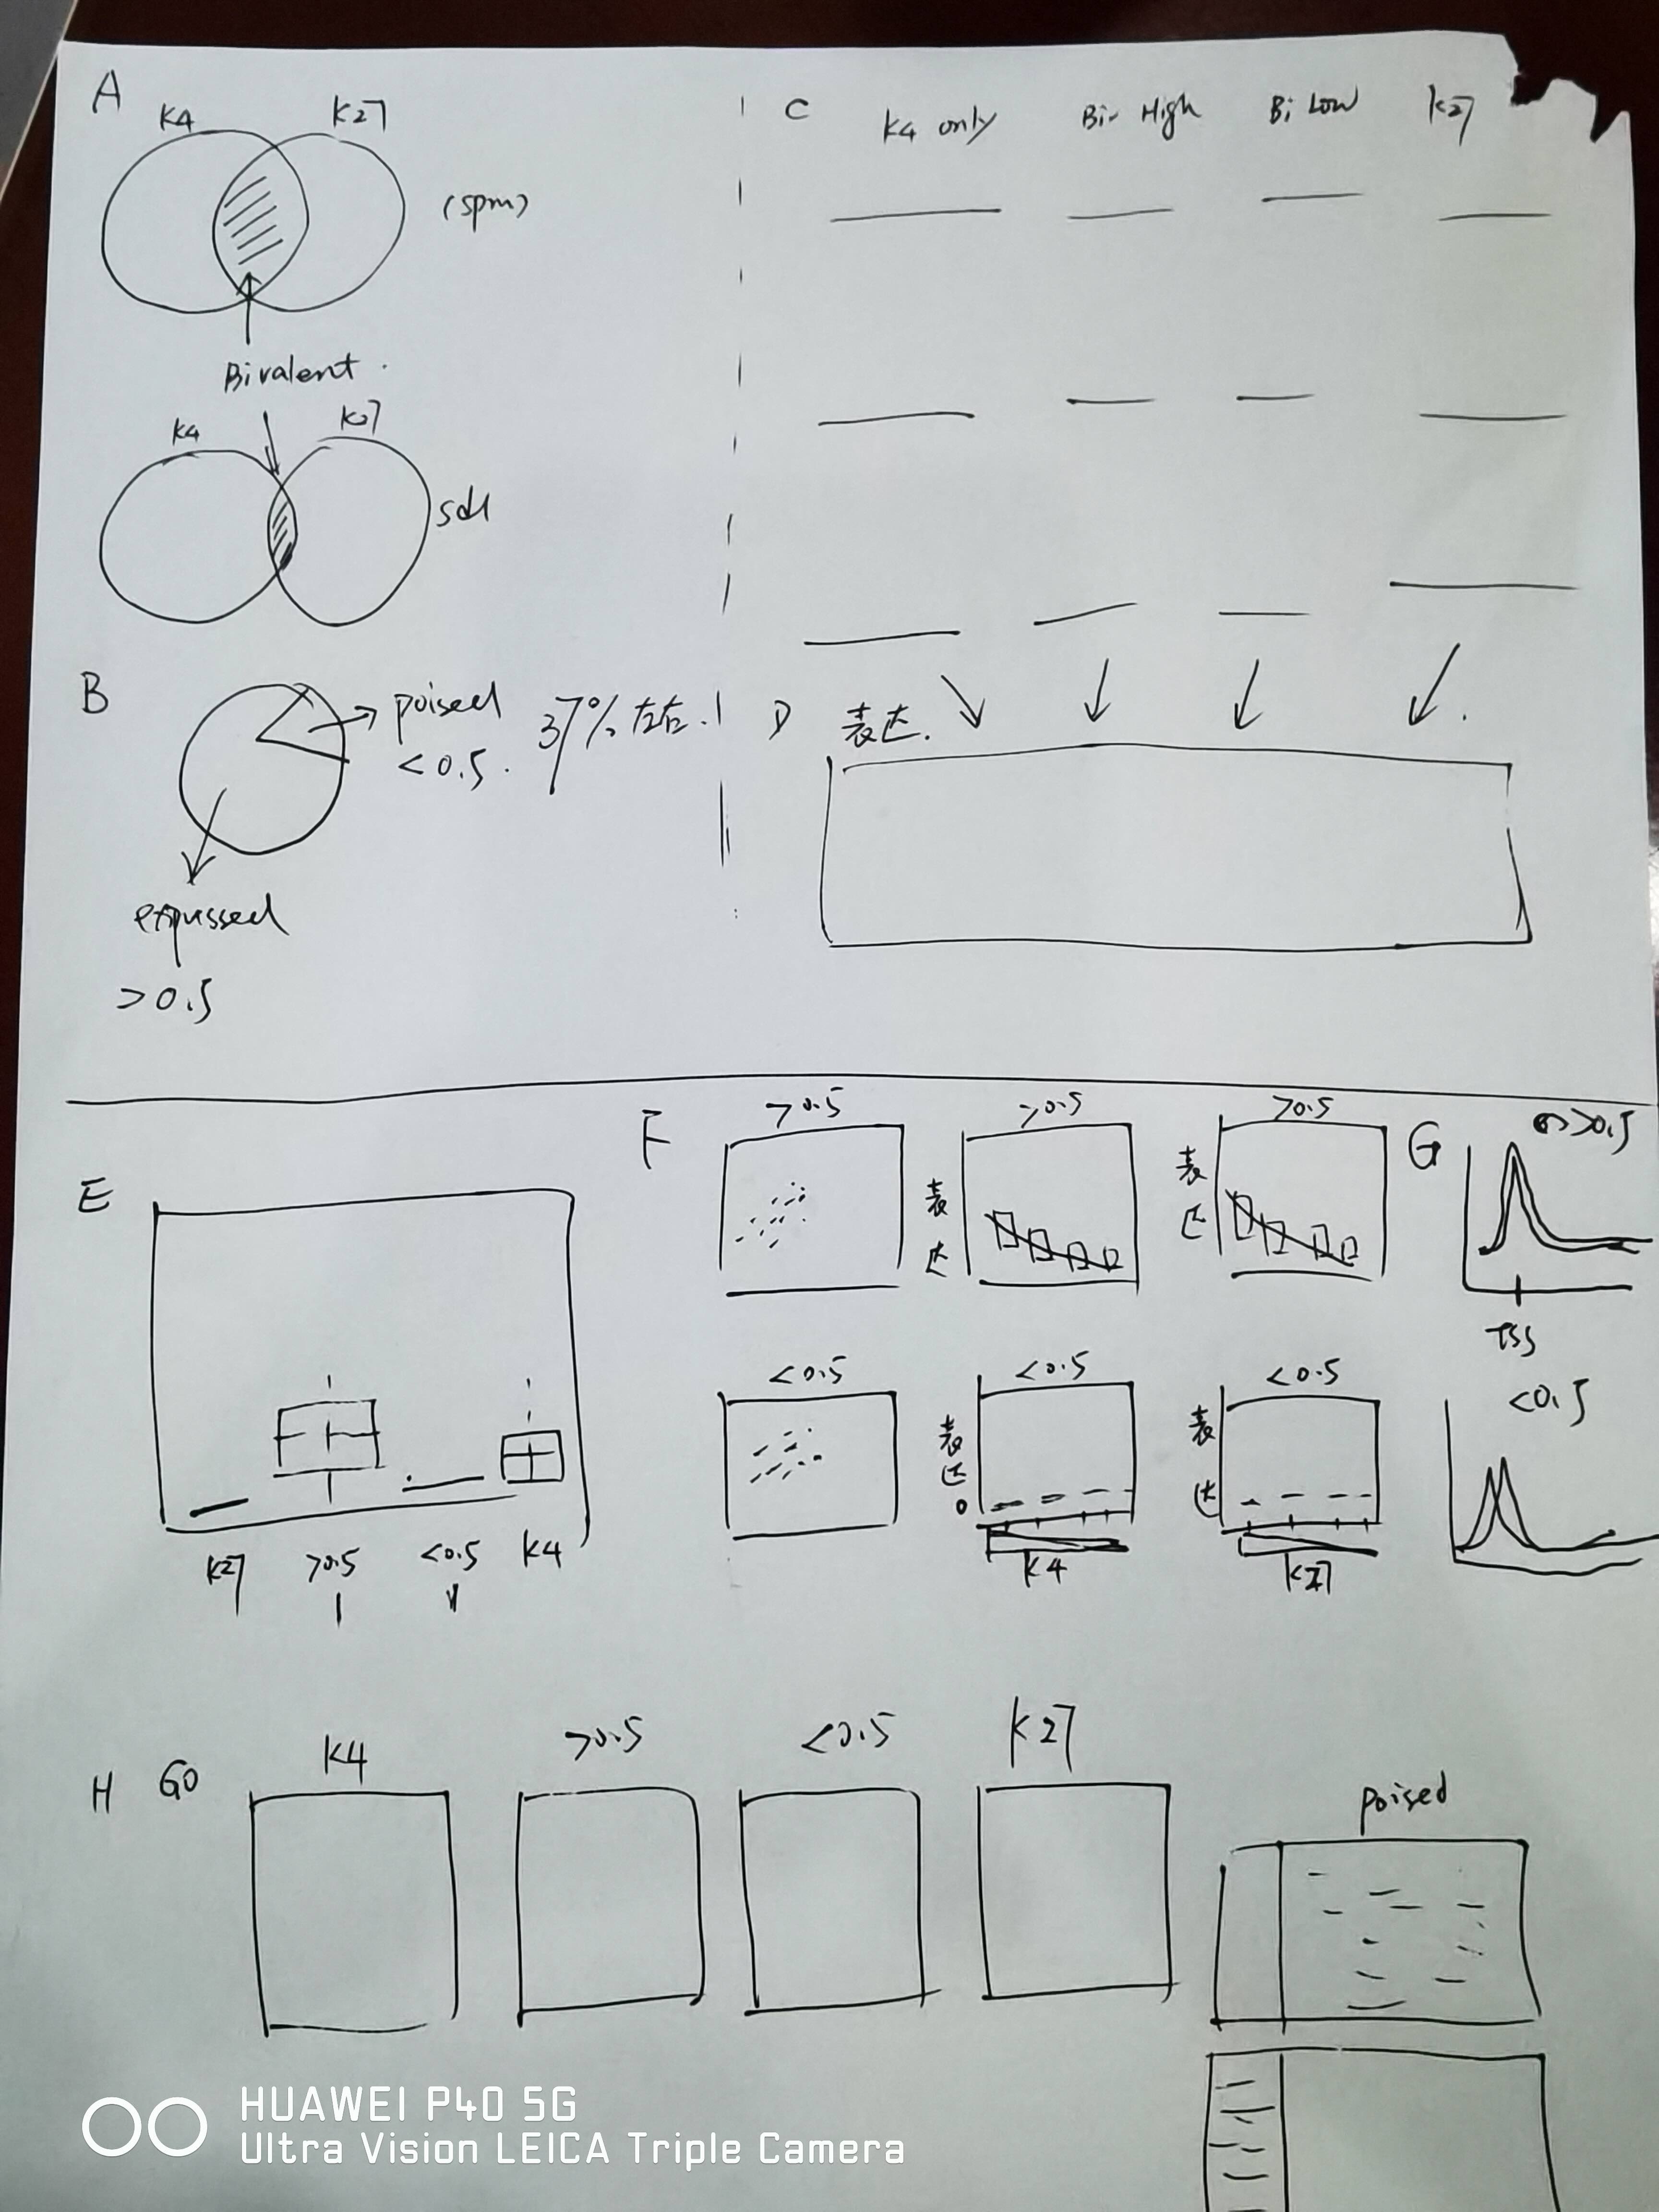 A
K4 K27
(spm)
Bivalent.
K4 K27
sdl
B
poised
<0.5. 37%左右.
expressed
>0.5
C
K4 only Biv High Bi Low K27
D 表达.
E
K27 >0.5 <0.5 K4
F
>0.5 >0.5 >0.5
表达 表达
<0.5 <0.5 <0.5
表达 表达
0
K4 K27
G
>0.5
TSS
<0.5
H GO
K4 >0.5 <0.5 K27
poised
HUAWEI P40 5G
Ultra Vision LEICA Triple Camera